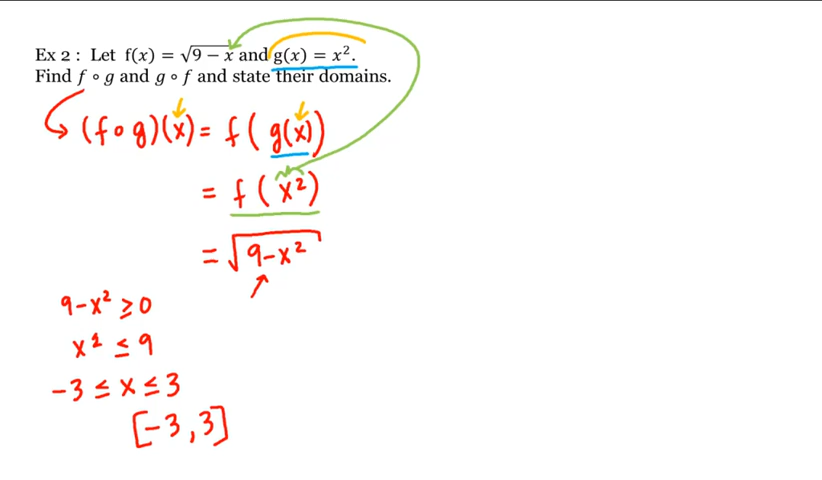 Ex 2 : Let f(x) = √9 − x and g(x) = x².
Find f ∘ g and g ∘ f and state their domains.
(f ∘ g)(x) = f(g(x))
= f(x²)
= √9-x²
9-x² ≥ 0
x² ≤ 9
-3 ≤ x ≤ 3
[-3,3]